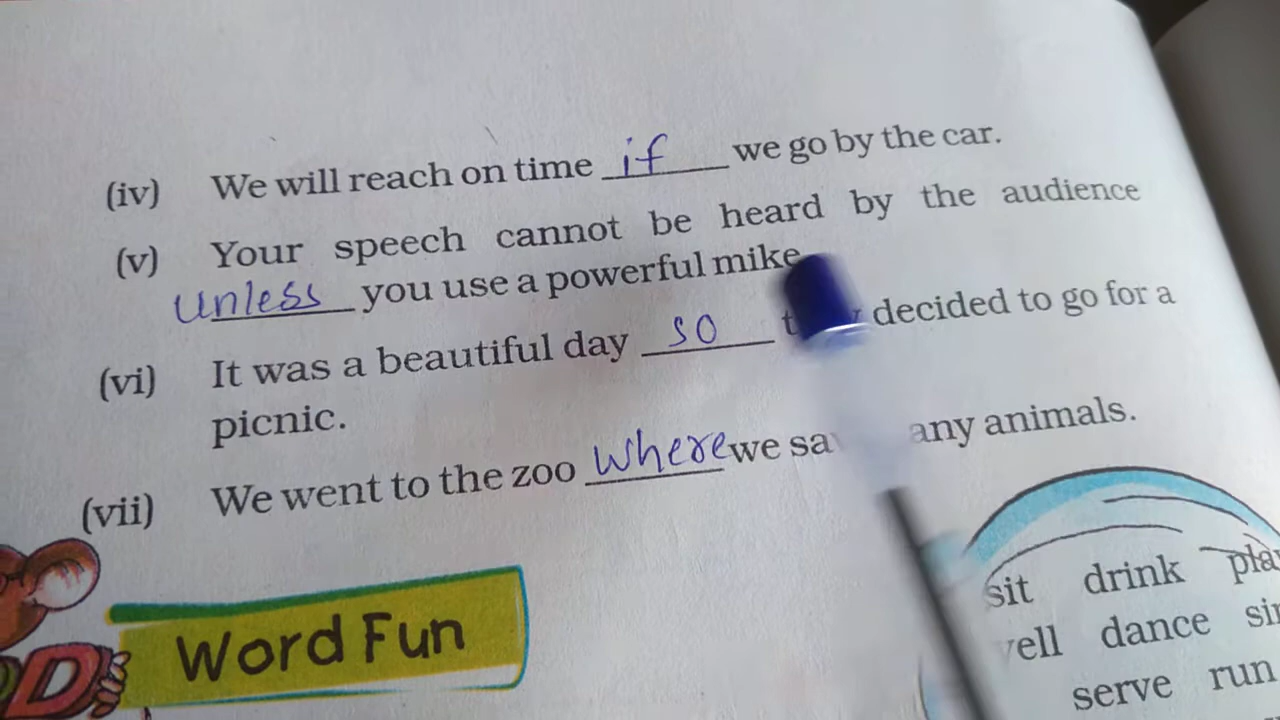 (iv) We will reach on time if we go by the car.
(v) Your speech cannot be heard by the audience
unless you use a powerful mike
(vi) It was a beautiful day so decided to go for a
picnic.
(vii) We went to the zoo where we any animals.
Word Fun
D
sit drink
dance
serve run